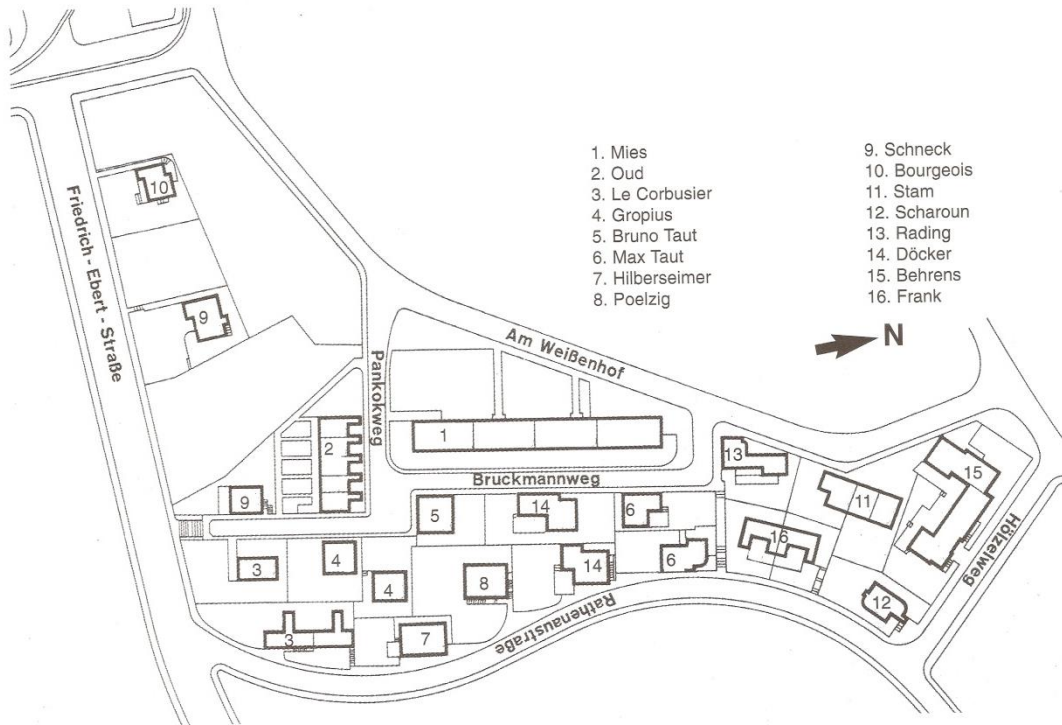 1. Mies
2. Oud
3. Le Corbusier
4. Gropius
5. Bruno Taut
6. Max Taut
7. Hilberseimer
8. Poelzig
9. Schneck
10. Bourgeois
11. Stam
12. Scharoun
13. Rading
14. Döcker
15. Behrens
16. Frank
N
Friedrich - Ebert - Straße
Pankokweg
Am Weißenhof
Bruckmannweg
Rathenaustraße
Hölzelweg
10
9
2
1
9
13
15
11
5
14
6
16
3
4
4
8
14
6
12
3
7